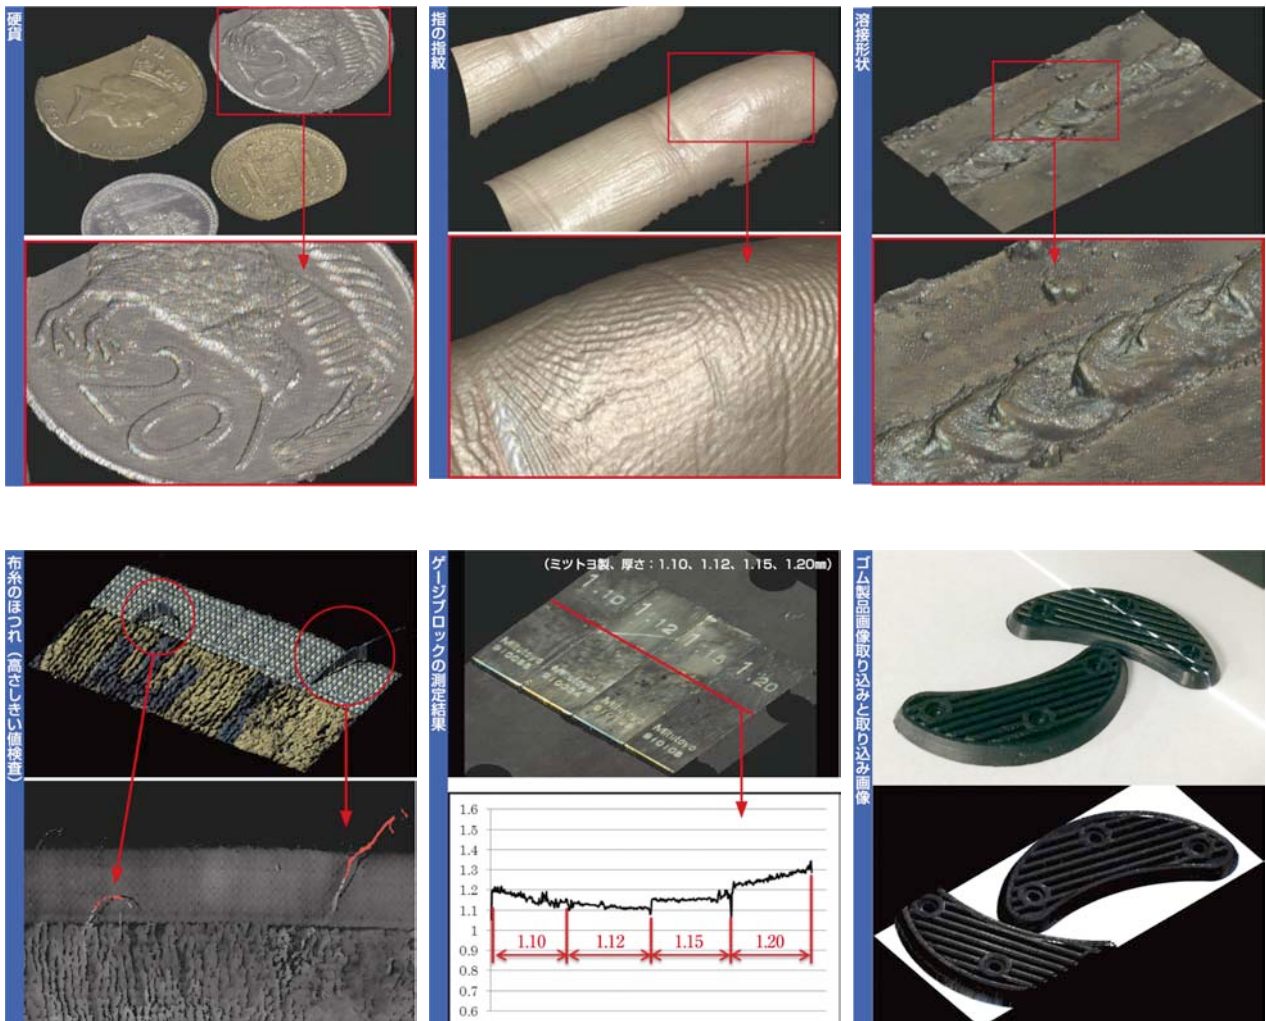 硬貨
指の指紋
溶接形状
布糸のほつれ（高さしきい値検査）
ゲージブロックの測定結果
（ミツトヨ製、厚さ：1.10、1.12、1.15、1.20㎜）
1.10
1.12
1.20
Mitutoyo
1.6
1.5
1.4
1.3
1.2
1.1
1
0.9
0.8
0.7
0.6
1.10
1.12
1.15
1.20
ゴム製品画像取り込みと取り込み画像